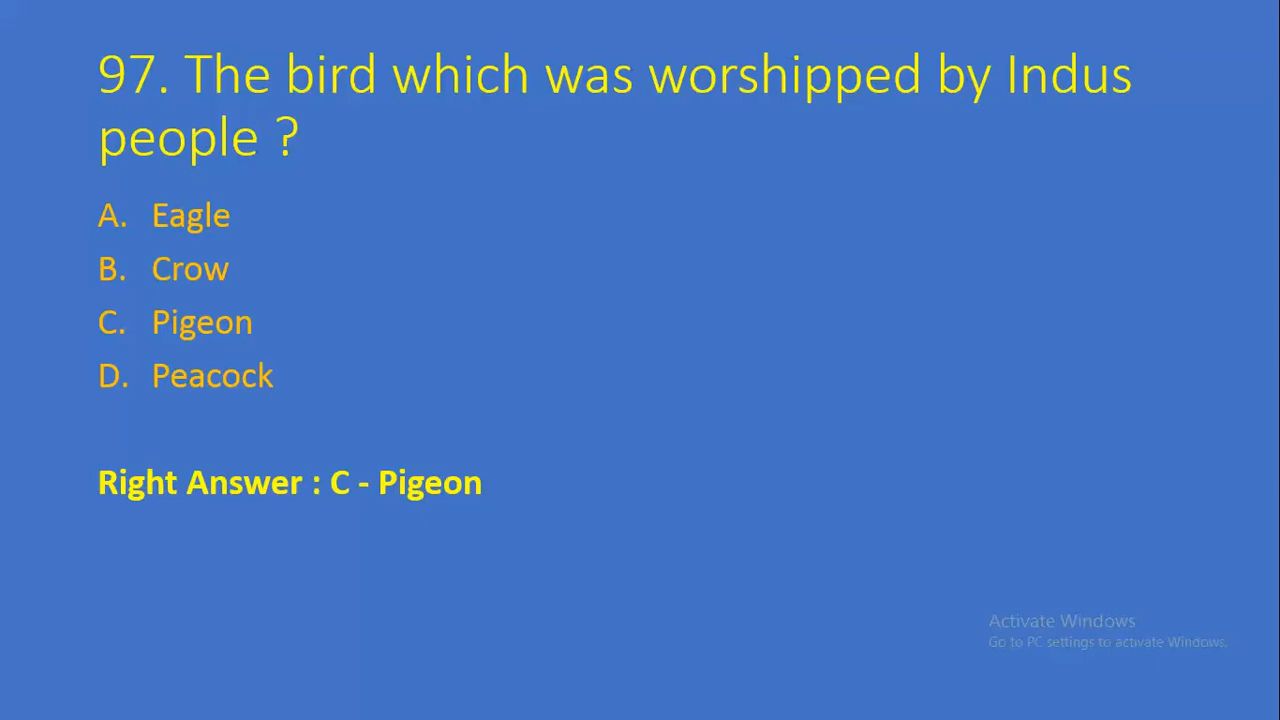 97. The bird which was worshipped by Indus
people ?
A. Eagle
B. Crow
C. Pigeon
D. Peacock
Right Answer : C - Pigeon
Activate Windows
Go to PC settings to activate Windows.